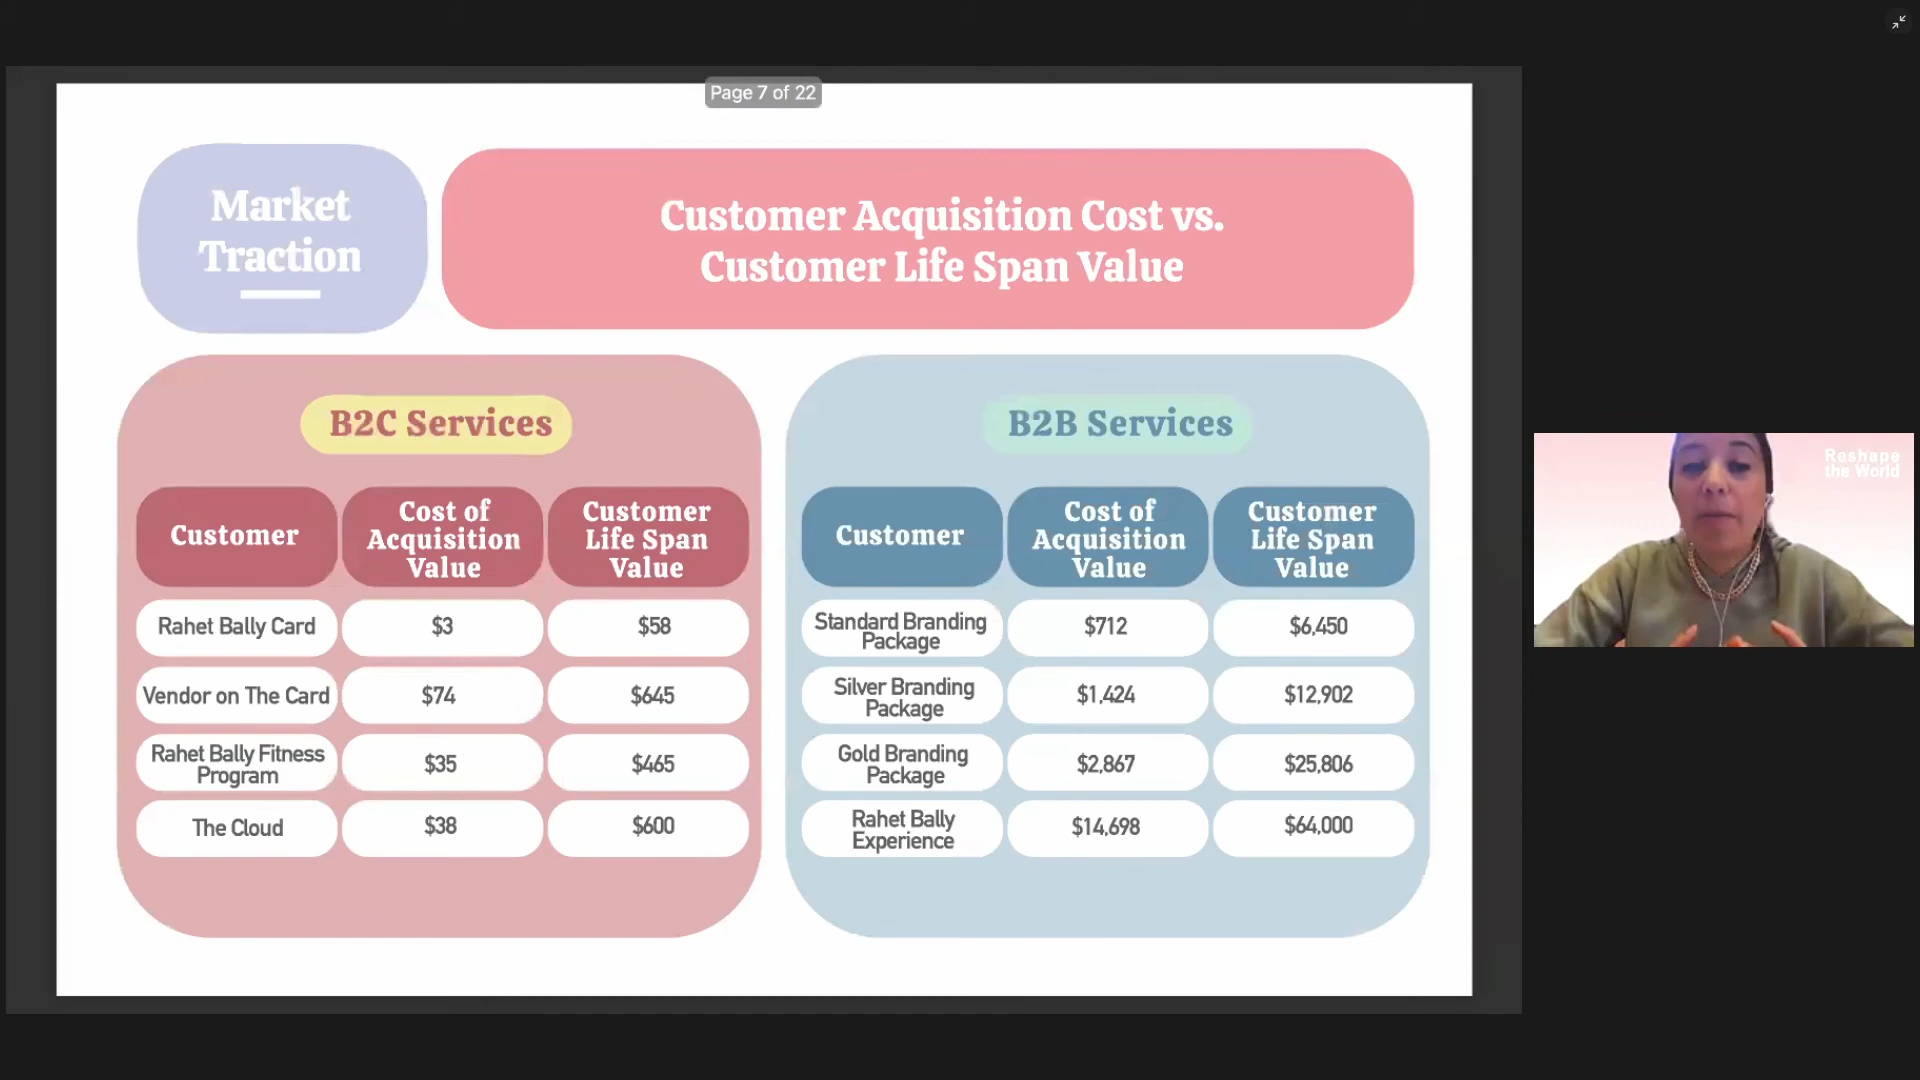 Page 7 of 22
Market
Traction
Customer Acquisition Cost vs.
Customer Life Span Value
B2C Services
Customer
Cost of
Acquisition
Value
Customer
Life Span
Value
Rahet Bally Card
$3
$58
Vendor on The Card
$74
$645
Rahet Bally Fitness
Program
$35
$465
The Cloud
$38
$600
B2B Services
Customer
Cost of
Acquisition
Value
Customer
Life Span
Value
Standard Branding
Package
$712
$6,450
Silver Branding
Package
$1,424
$12,902
Gold Branding
Package
$2,867
$25,806
Rahet Bally
Experience
$14,698
$64,000
Reshape
the World